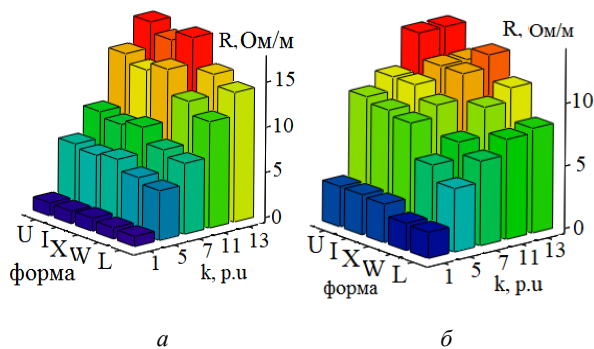 R, Ом/м
15
10
5
0
U I X W L
1 5 7 11 13
форма
k, p.u
а
R, Ом/м
10
5
0
U I X W L
1 5 7 11 13
форма
k, p.u
б